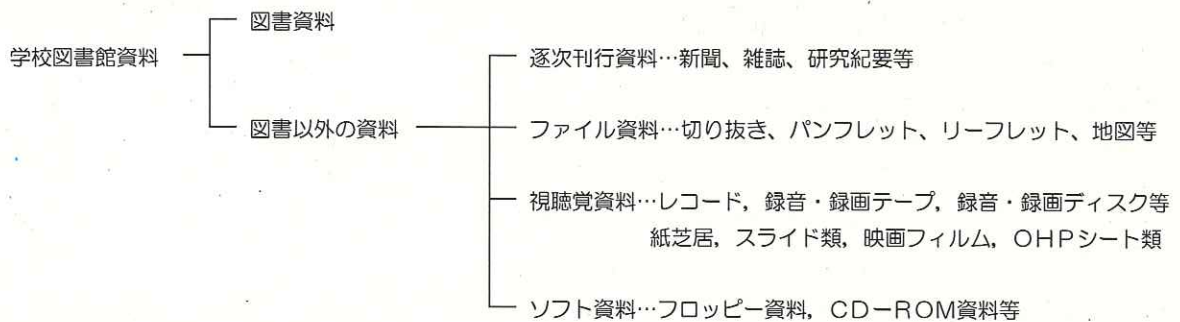 図書資料
学校図書館資料
逐次刊行資料…新聞、雑誌、研究紀要等
図書以外の資料
ファイル資料…切り抜き、パンフレット、リーフレット、地図等
視聴覚資料…レコード，録音・録画テープ，録音・録画ディスク等
紙芝居，スライド類，映画フィルム，OHPシート類
ソフト資料…フロッピー資料，CD－ROM資料等